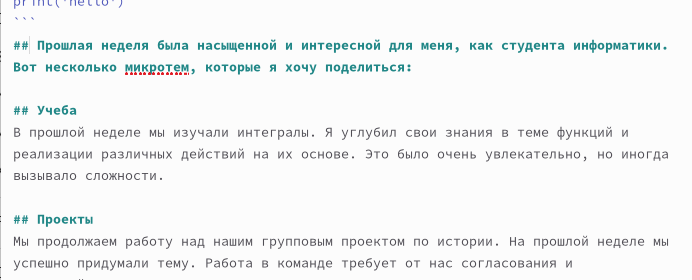 print('hello')
```
## Прошлая неделя была насыщенной и интересной для меня, как студента информатики.
Вот несколько микротем, которые я хочу поделиться:
## Учеба
В прошлой неделе мы изучали интегралы. Я углубил свои знания в теме функций и
реализации различных действий на их основе. Это было очень увлекательно, но иногда
вызывало сложности.
## Проекты
Мы продолжаем работу над нашим групповым проектом по истории. На прошлой неделе мы
успешно придумали тему. Работа в команде требует от нас согласования и